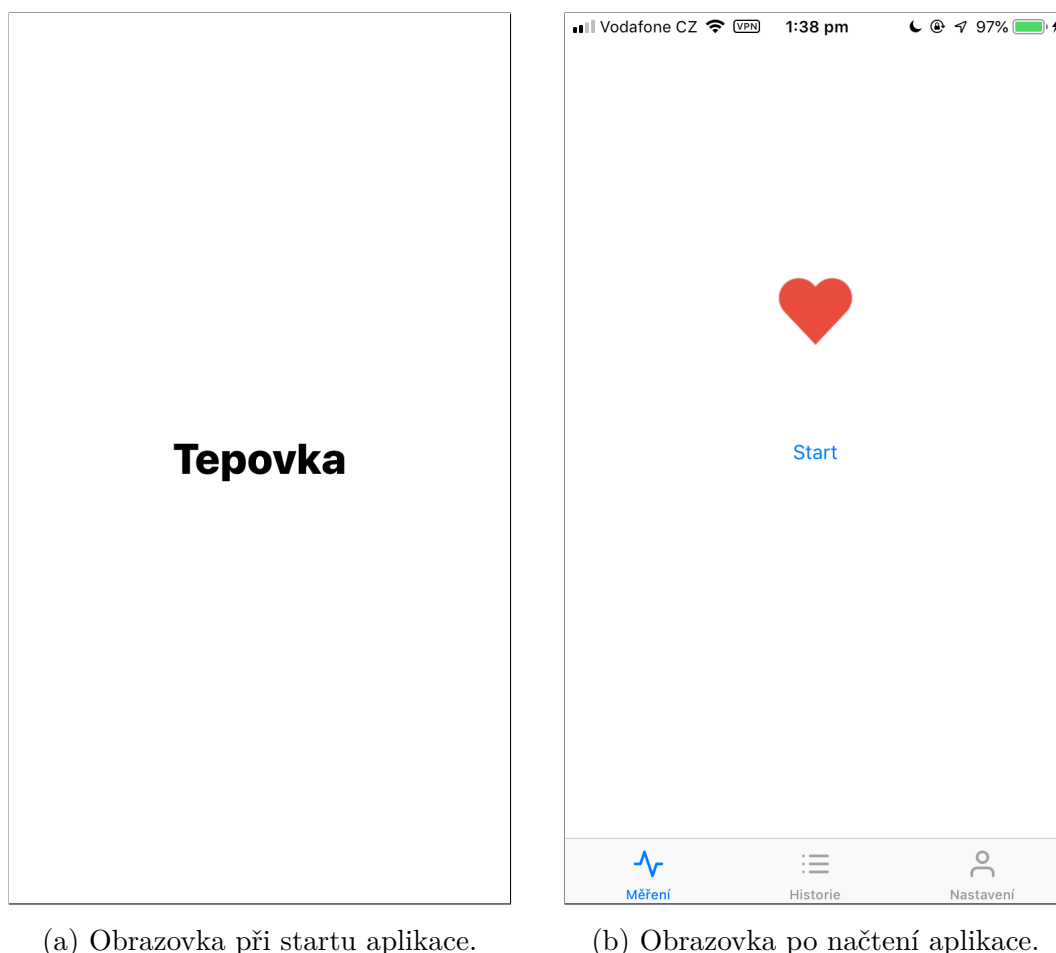 Tepovka
Vodafone CZ VPN 1:38 pm 97%
Start
Měření Historie Nastavení
(a) Obrazovka při startu aplikace.
(b) Obrazovka po načtení aplikace.